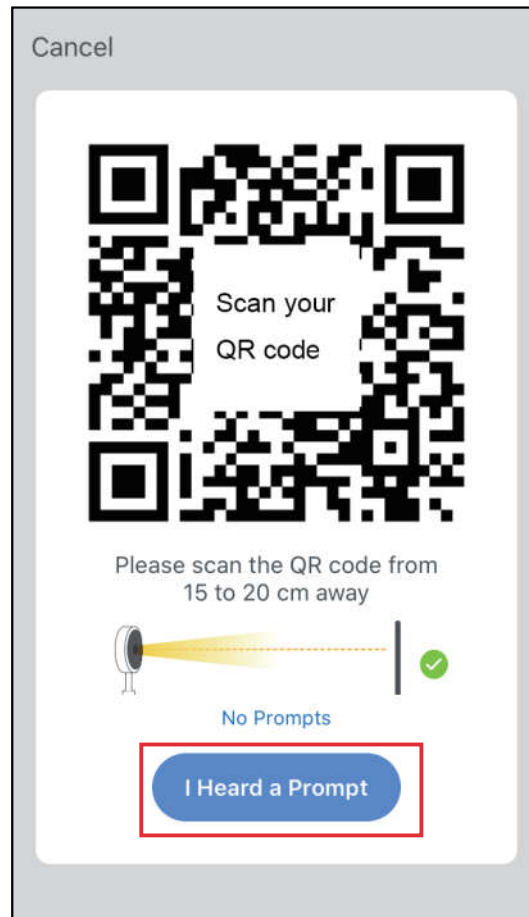 Cancel
Scan your
QR code
Please scan the QR code from
15 to 20 cm away
No Prompts
I Heard a Prompt